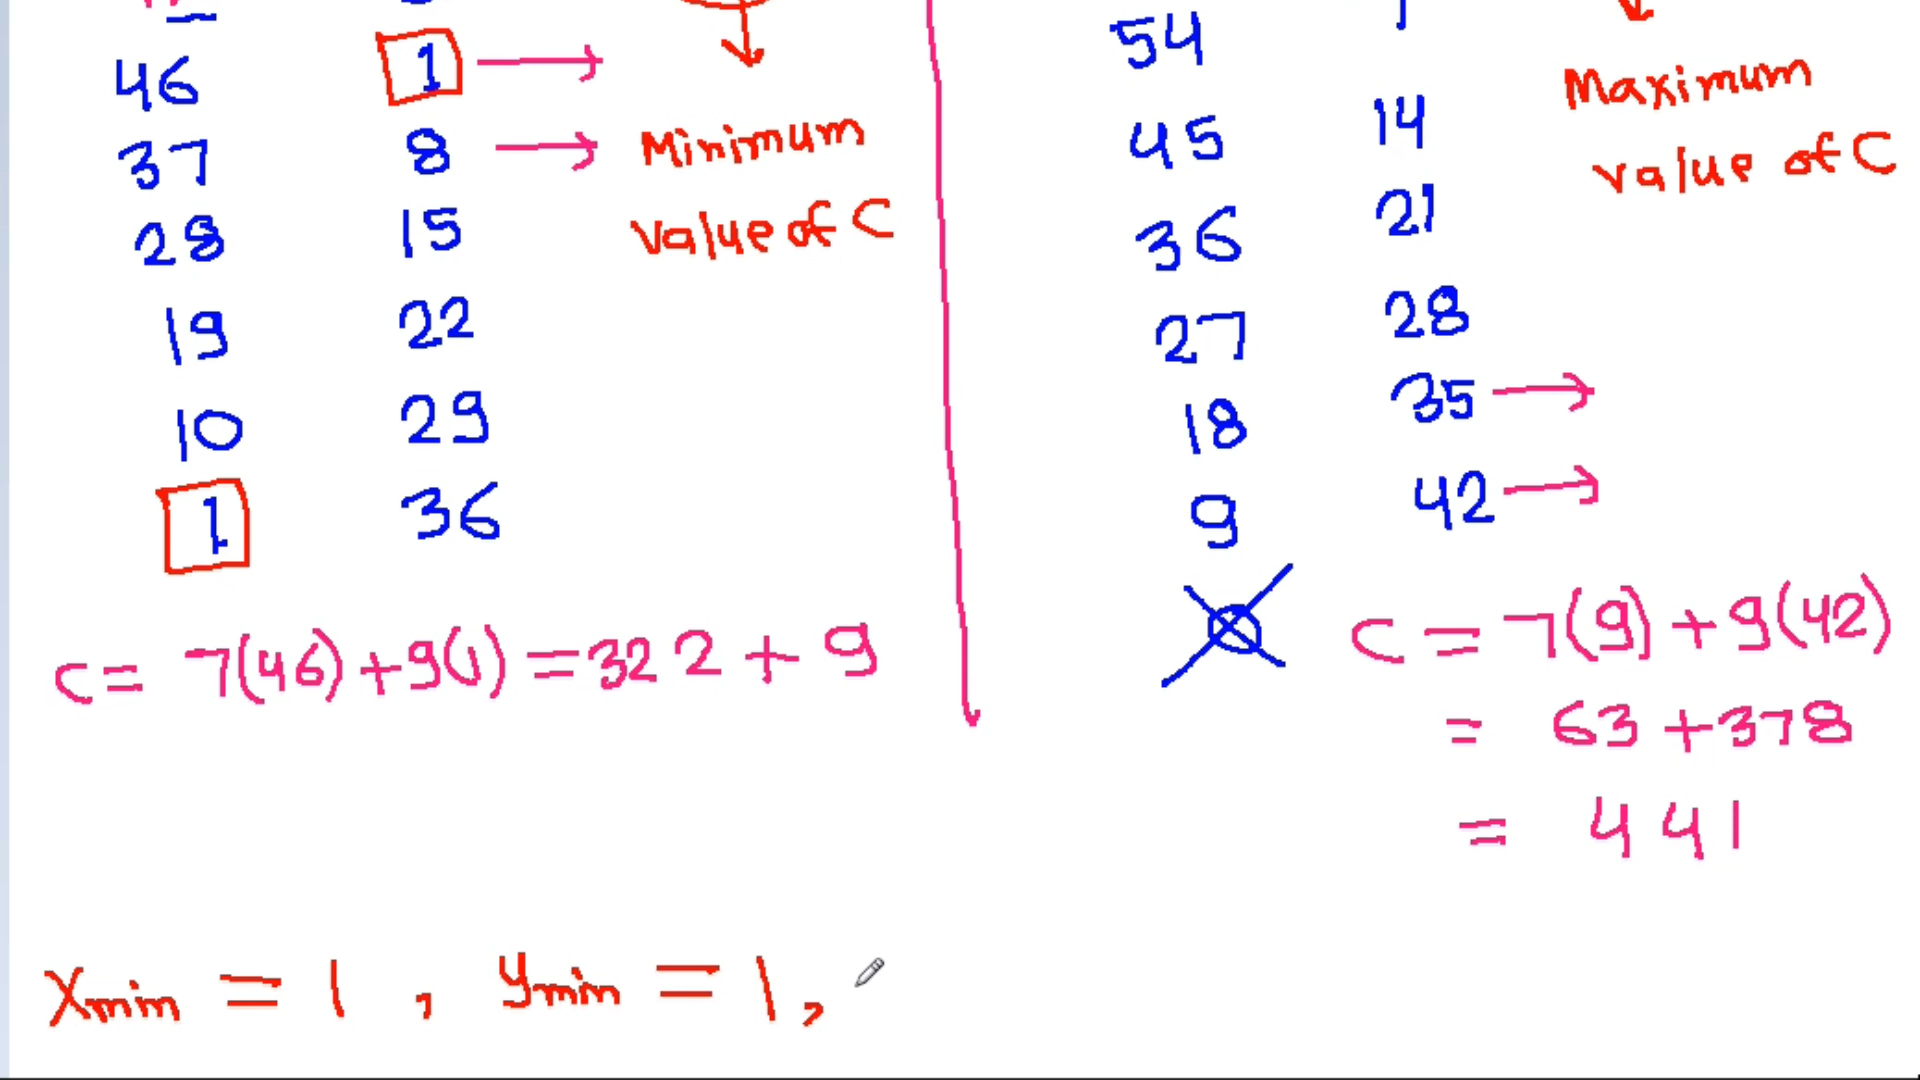 46 1 →
37 8 → Minimum
28 15 Value of C
19 22
10 29
1 36
C = 7(46) + 9(1) = 322 + 9
54
45 14 Maximum
36 21 Value of C
27 28
18 35 →
9 42 →
0 C = 7(9) + 9(42)
= 63 + 378
= 441
Xmin = 1 , ymin = 1 ,